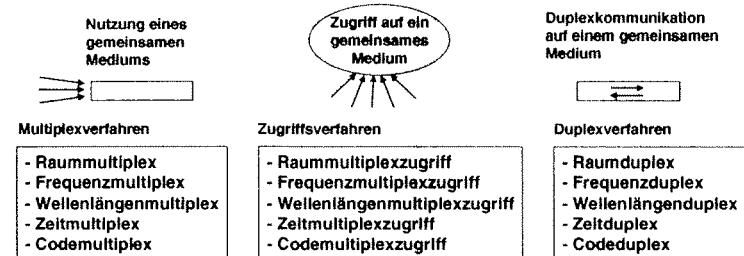 Nutzung eines
gemeinsamen
Mediums
Zugriff auf ein
gemeinsames
Medium
Duplexkommunikation
auf einem gemeinsamen
Medium
Multiplexverfahren
Zugriffsverfahren
Duplexverfahren
- Raummultiplex
- Frequenzmultiplex
- Wellenlängenmultiplex
- Zeitmultiplex
- Codemultiplex
- Raummultiplexzugriff
- Frequenzmultiplexzugriff
- Wellenlängenmultiplexzugriff
- Zeitmultiplexzugriff
- Codemultiplexzugriff
- Raumduplex
- Frequenzduplex
- Wellenlängenduplex
- Zeitduplex
- Codeduplex